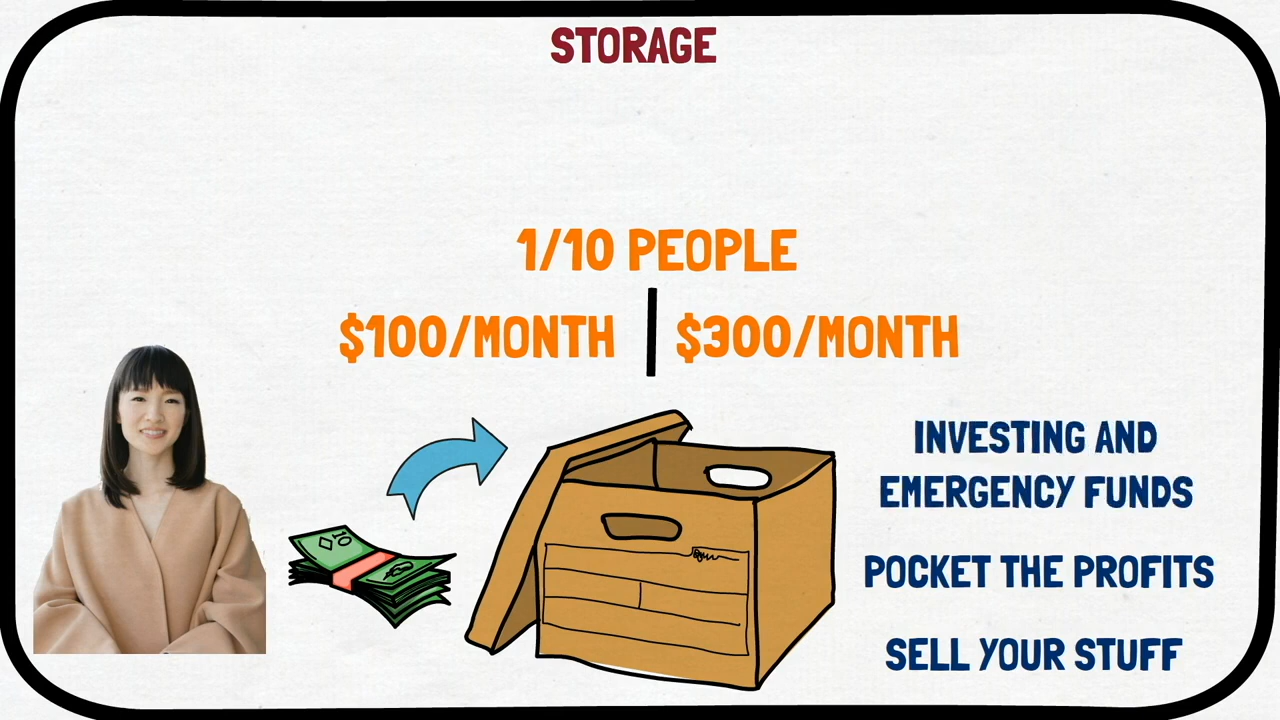 STORAGE
1/10 PEOPLE
$100/MONTH | $300/MONTH
INVESTING AND
EMERGENCY FUNDS
POCKET THE PROFITS
SELL YOUR STUFF